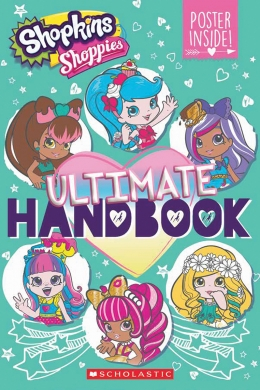 Shopkins
Shoppies
POSTER
INSIDE!
ULTIMATE
HANDBOOK
SCHOLASTIC